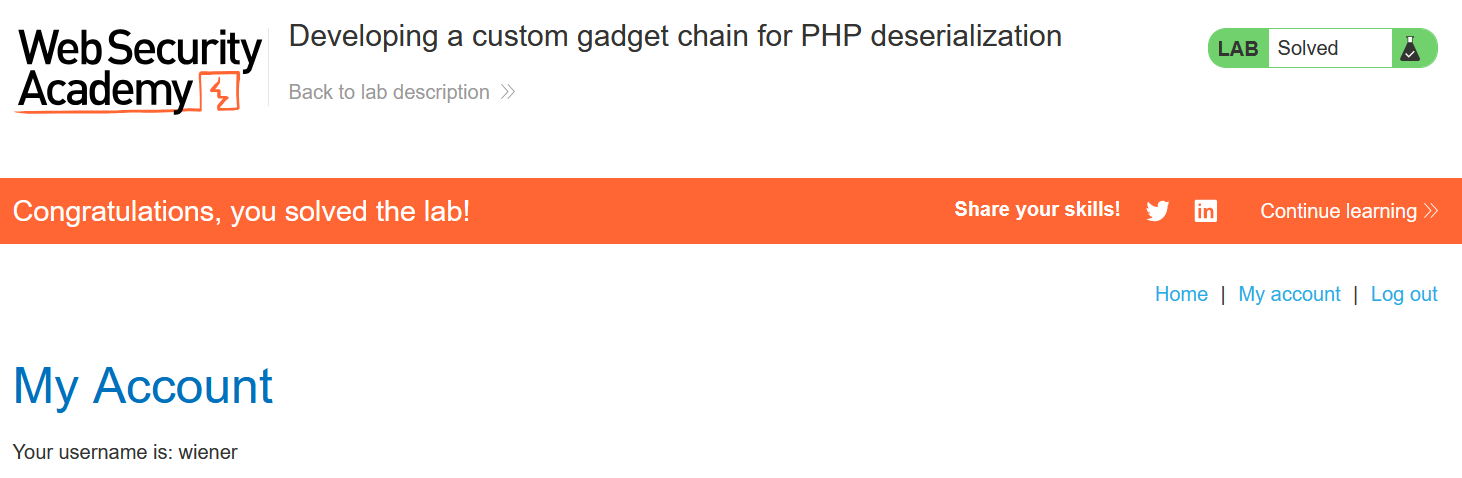 Web Security
Academy
Developing a custom gadget chain for PHP deserialization
Back to lab description
LAB Solved
Congratulations, you solved the lab!
Share your skills!
Continue learning
Home | My account | Log out
My Account
Your username is: wiener